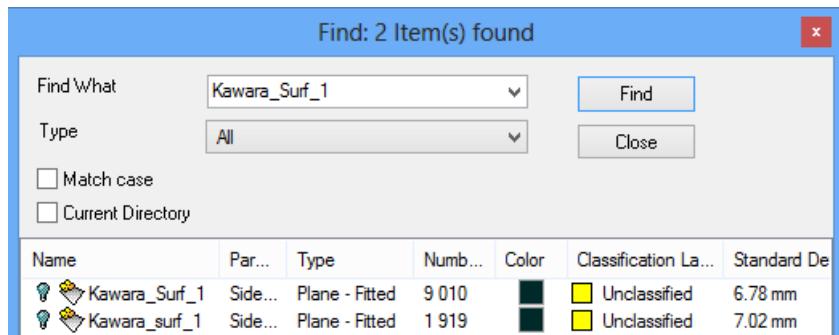 Find: 2 Item(s) found
x
Find What
Kawara_Surf_1
Find
Type
All
Close
Match case
Current Directory
Name Par... Type Numb... Color Classification La... Standard De
Kawara_Surf_1 Side... Plane - Fitted 9 010 Unclassified 6.78 mm
Kawara_surf_1 Side... Plane - Fitted 1 919 Unclassified 7.02 mm